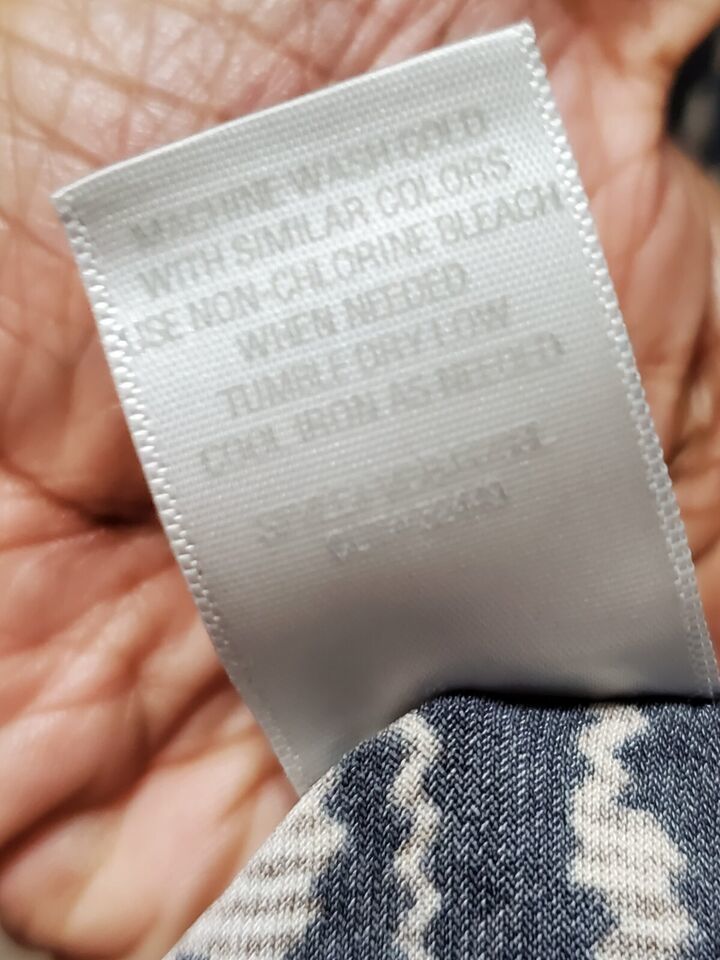 MACHINE WASH COLD
WITH SIMILAR COLORS
USE NON-CHLORINE BLEACH
WHEN NEEDED
TUMBLE DRY LOW
COOL IRON AS NEEDED